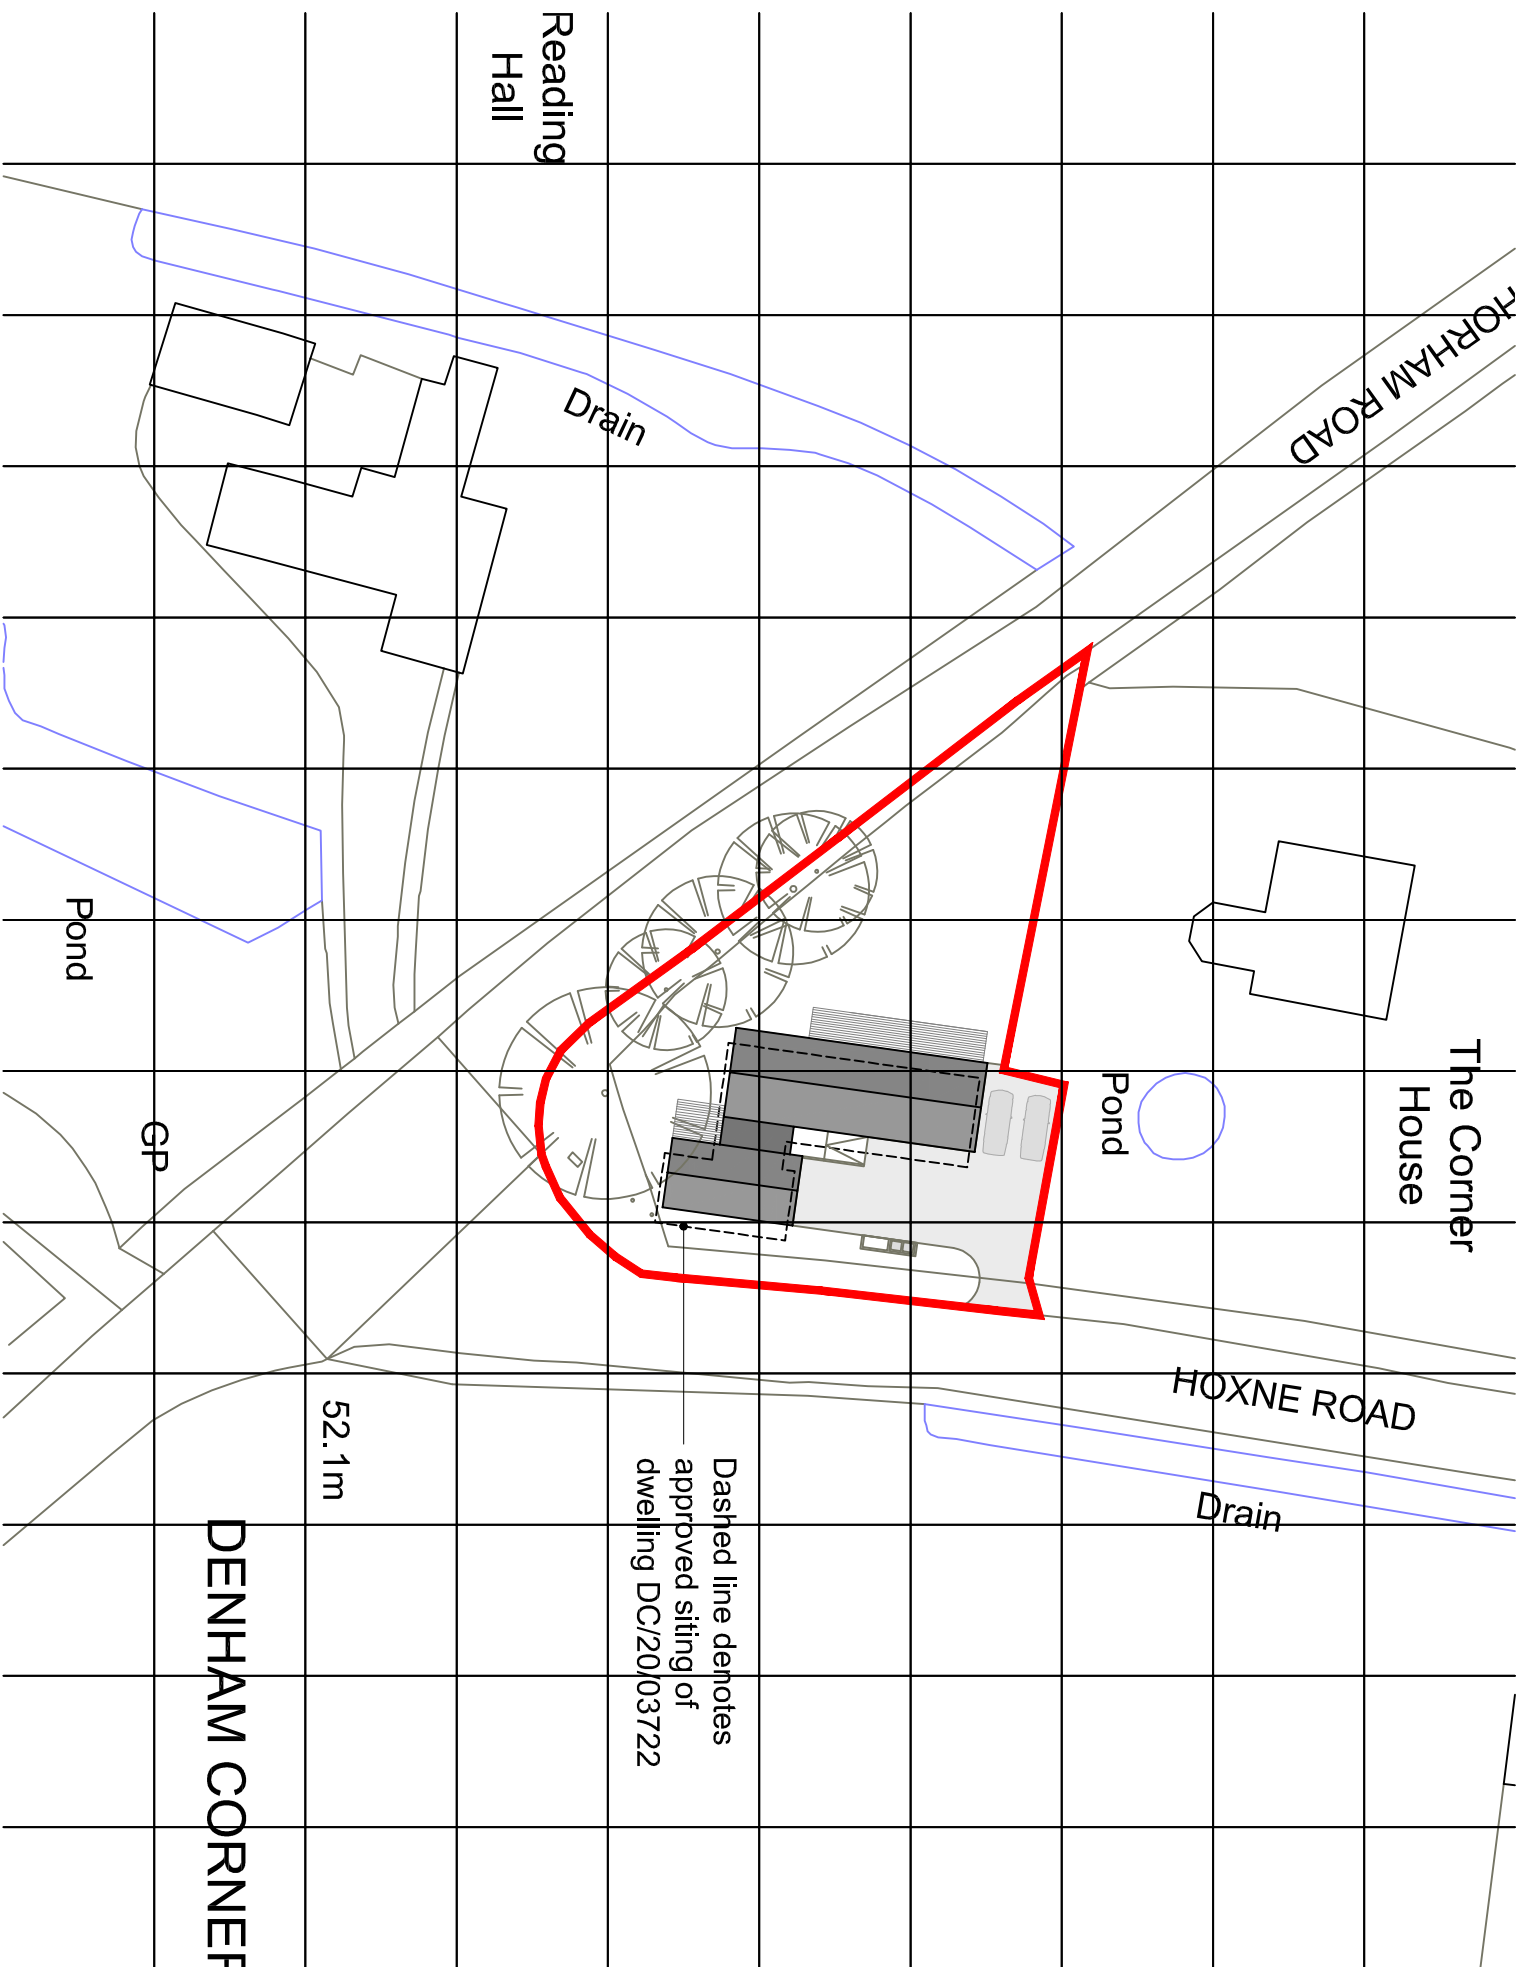 Reading
Hall
HORHAM ROAD
Drain
Pond
GP
Pond
The Corner
House
HOXNE ROAD
Drain
52.1m
Dashed line denotes
approved siting of
dwelling DC/20/03722
DENHAM CORNER